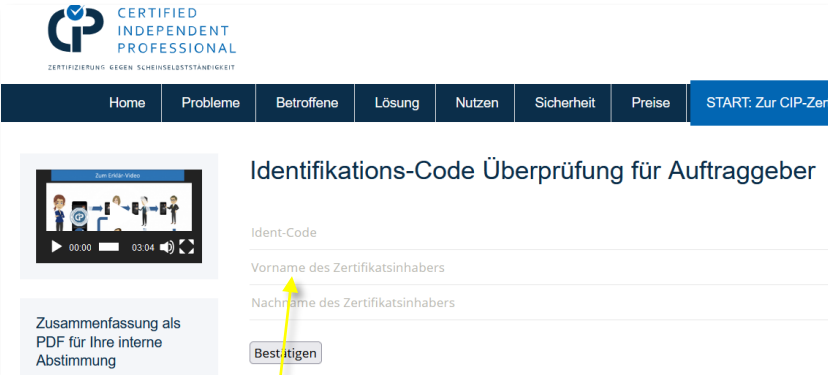 CERTIFIED
INDEPENDENT
PROFESSIONAL
ZERTIFIZIERUNG GEGEN SCHEINSELBSTSTÄNDIGKEIT
Home Probleme Betroffene Lösung Nutzen Sicherheit Preise START: Zur CIP-Zer
Zum Erklär-Video
00:00 03:04
Zusammenfassung als
PDF für Ihre interne
Abstimmung
Identifikations-Code Überprüfung für Auftraggeber
Ident-Code
Vorname des Zertifikatsinhabers
Nachname des Zertifikatsinhabers
Bestätigen